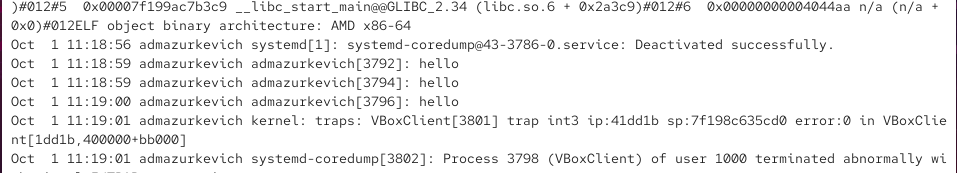 )#012#5  0x00007f199ac7b3c9 __libc_start_main@@GLIBC_2.34 (libc.so.6 + 0x2a3c9)#012#6  0x00000000004044aa n/a (n/a +
0x0)#012ELF object binary architecture: AMD x86-64
Oct  1 11:18:56 admazurkevich systemd[1]: systemd-coredump@43-3786-0.service: Deactivated successfully.
Oct  1 11:18:59 admazurkevich admazurkevich[3792]: hello
Oct  1 11:18:59 admazurkevich admazurkevich[3794]: hello
Oct  1 11:19:00 admazurkevich admazurkevich[3796]: hello
Oct  1 11:19:01 admazurkevich kernel: traps: VBoxClient[3801] trap int3 ip:41dd1b sp:7f198c635cd0 error:0 in VBoxClie
nt[1dd1b,400000+bb000]
Oct  1 11:19:01 admazurkevich systemd-coredump[3802]: Process 3798 (VBoxClient) of user 1000 terminated abnormally wi